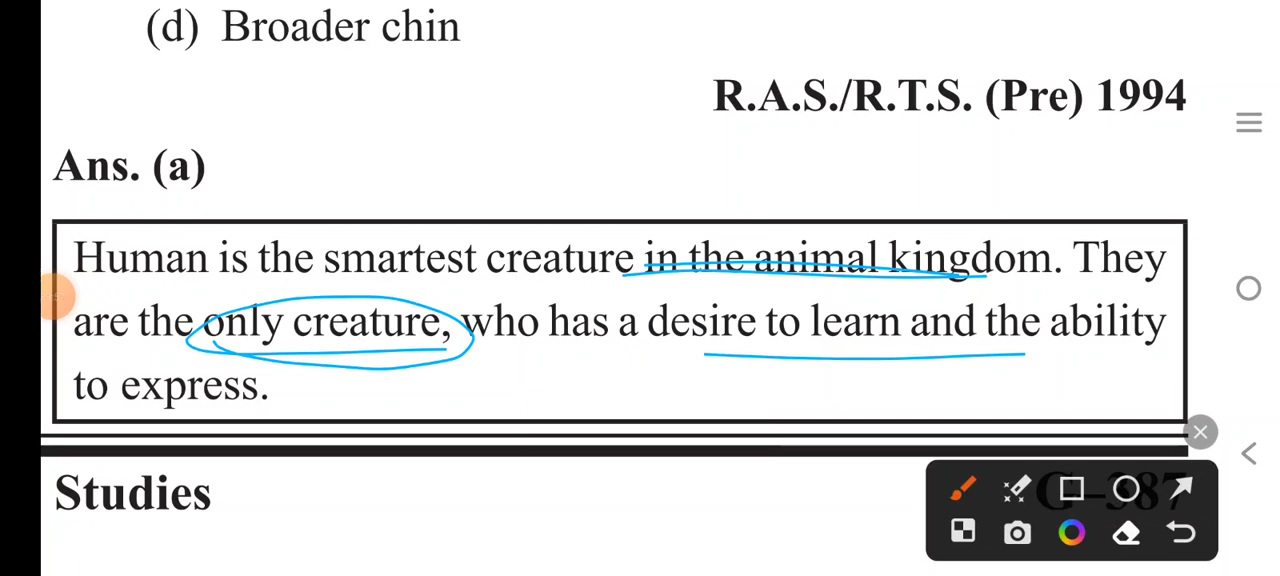 (d) Broader chin
R.A.S./R.T.S. (Pre) 1994
Ans. (a)
Human is the smartest creature in the animal kingdom. They
are the only creature, who has a desire to learn and the ability
to express.
Studies
G–387